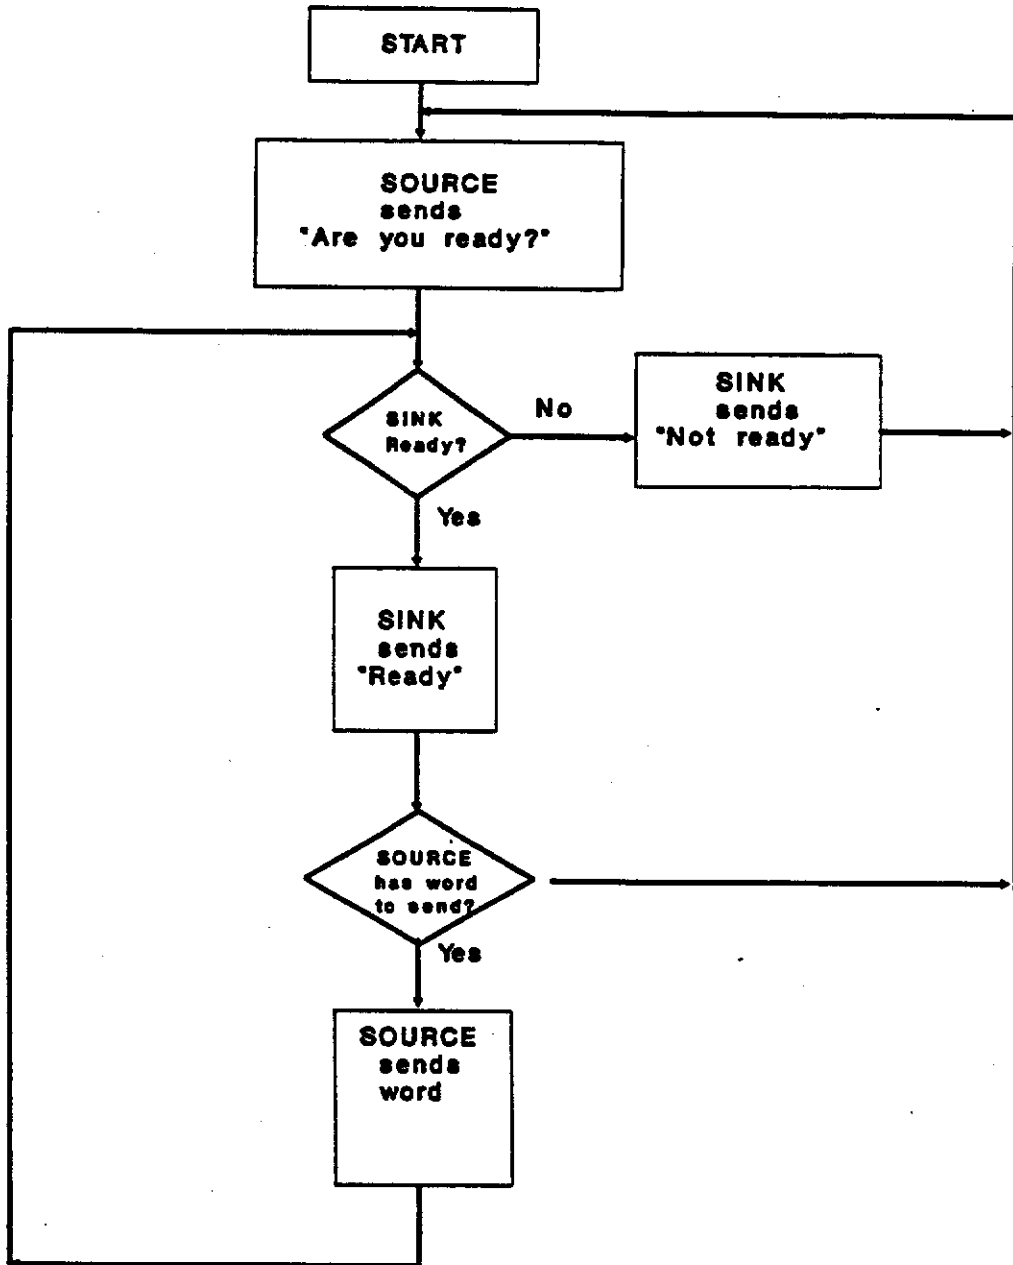 START
SOURCE
sends
"Are you ready?"
SINK
Ready?
No
SINK
sends
"Not ready"
Yes
SINK
sends
"Ready"
SOURCE
has word
to send?
Yes
SOURCE
sends
word